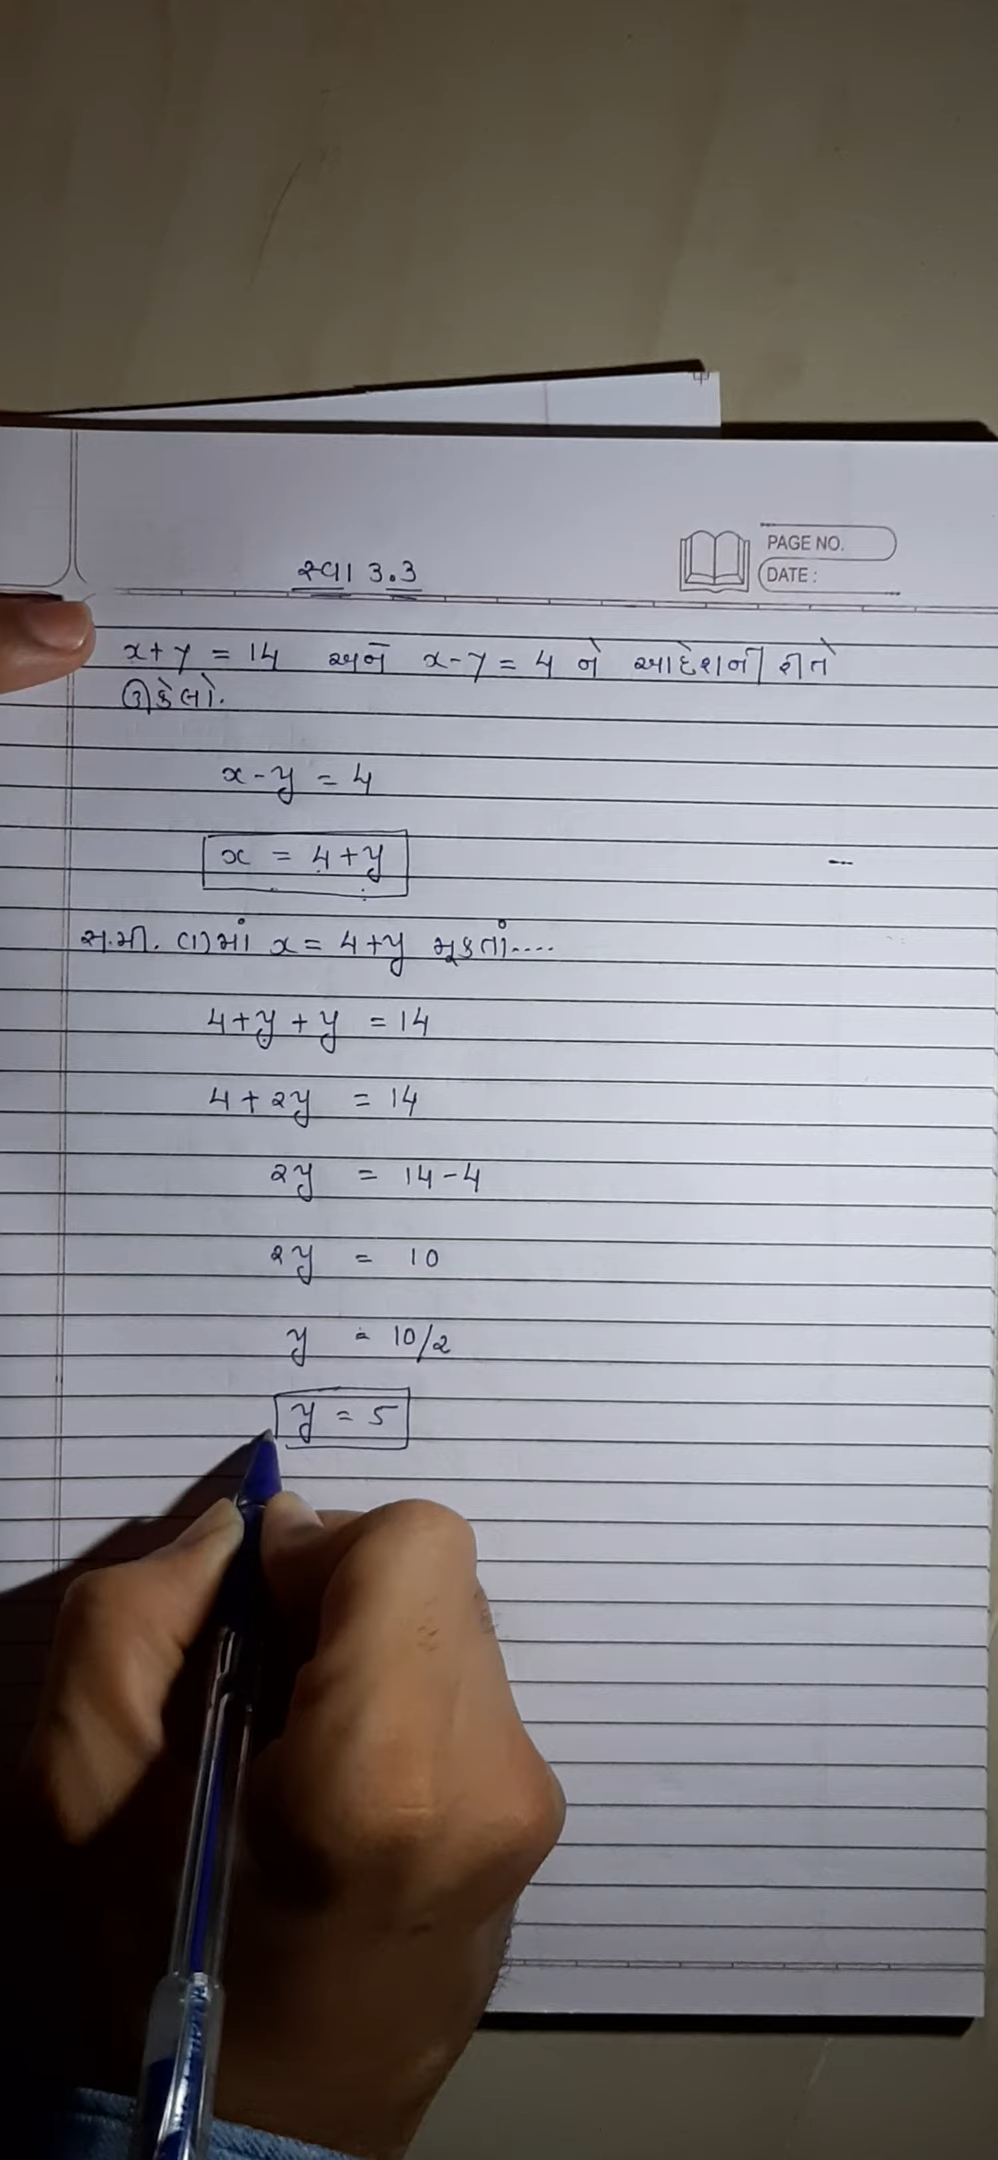 PAGE NO.
DATE :
સ્વા 3.3
x+y = 14 અને x-y = 4 ને આદેશની રીતે
ઉકેલો.
x - y = 4
x = 4+y
સ.મી. (1)માં x = 4+y મૂકતાં....
4+y + y = 14
4 + 2y = 14
2y = 14-4
2y = 10
y = 10/2
y = 5